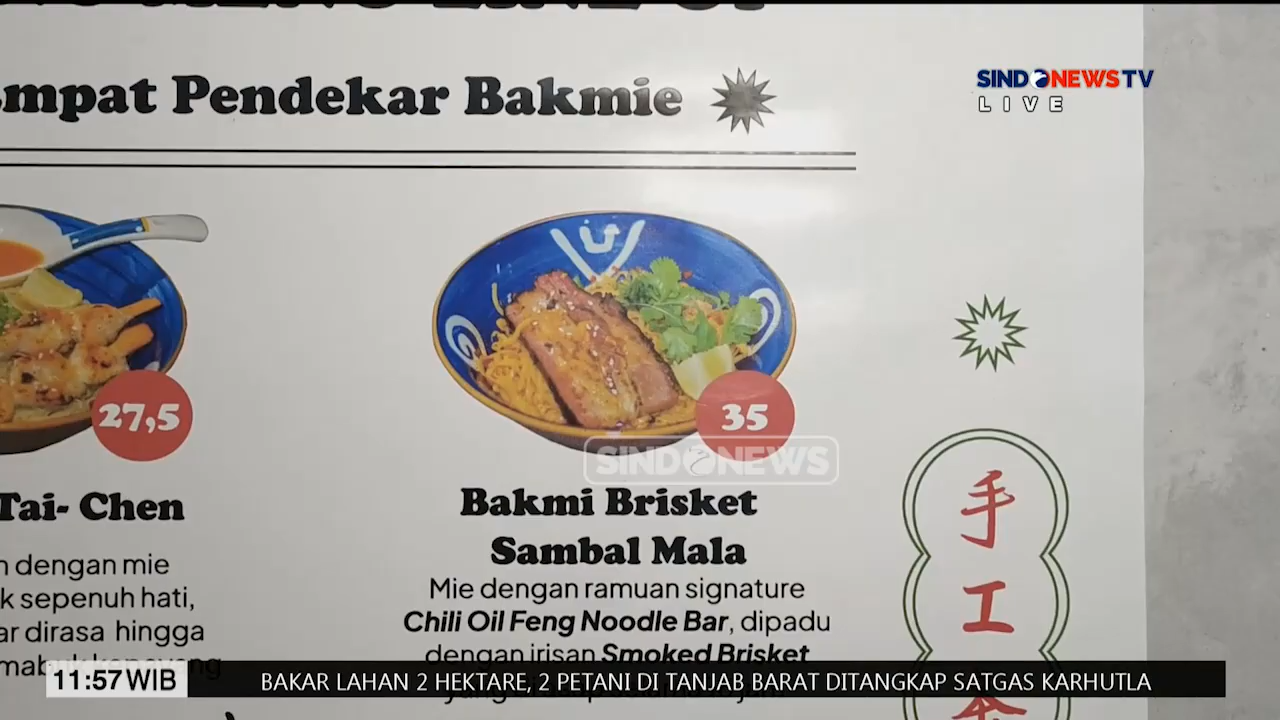 mpat Pendekar Bakmie
SINDONEWS TV
LIVE
27,5
35
SINDONEWS
Tai- Chen
dengan mie
sepenuh hati,
dirasa hingga
Bakmi Brisket
Sambal Mala
Mie dengan ramuan signature
Chili Oil Feng Noodle Bar, dipadu
dengan irisan Smoked Brisket
手
工
11:57 WIB
BAKAR LAHAN 2 HEKTARE, 2 PETANI DI TANJAB BARAT DITANGKAP SATGAS KARHUTLA